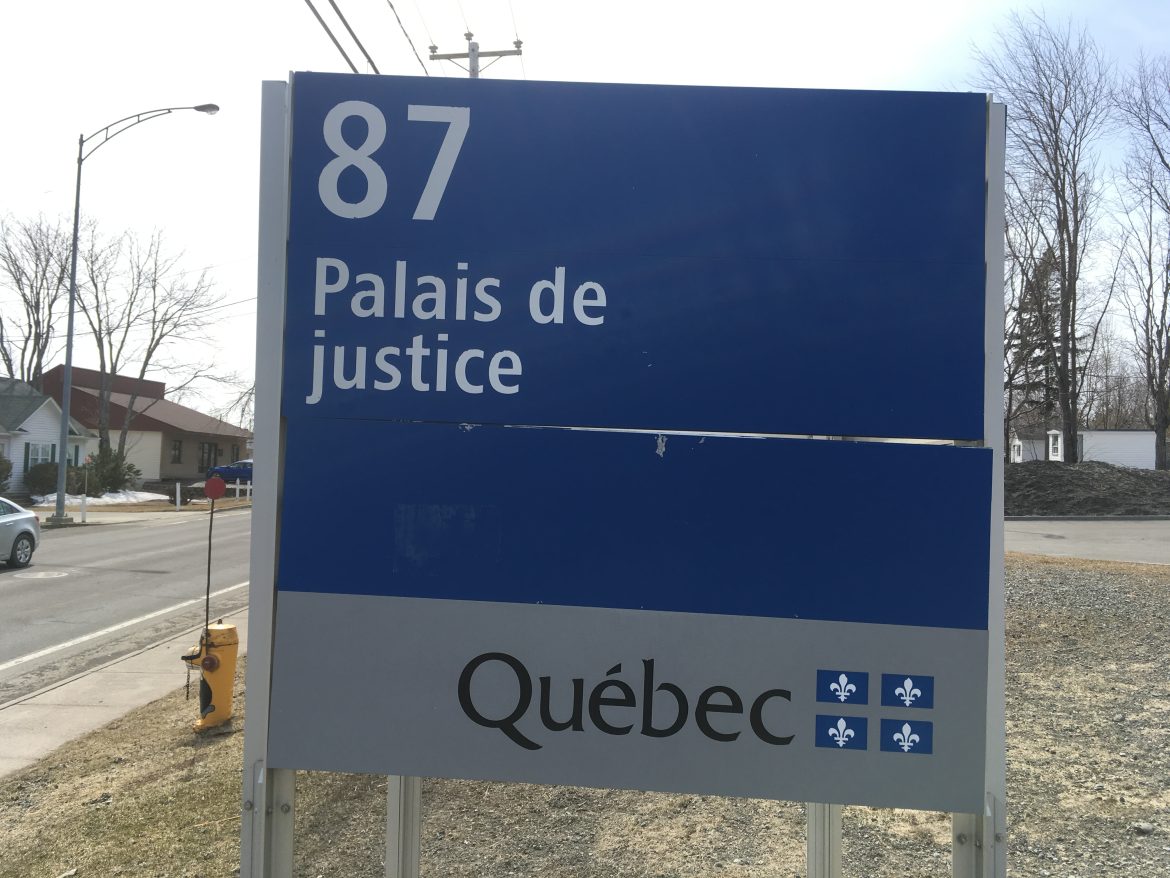 87
Palais de
justice
Québec